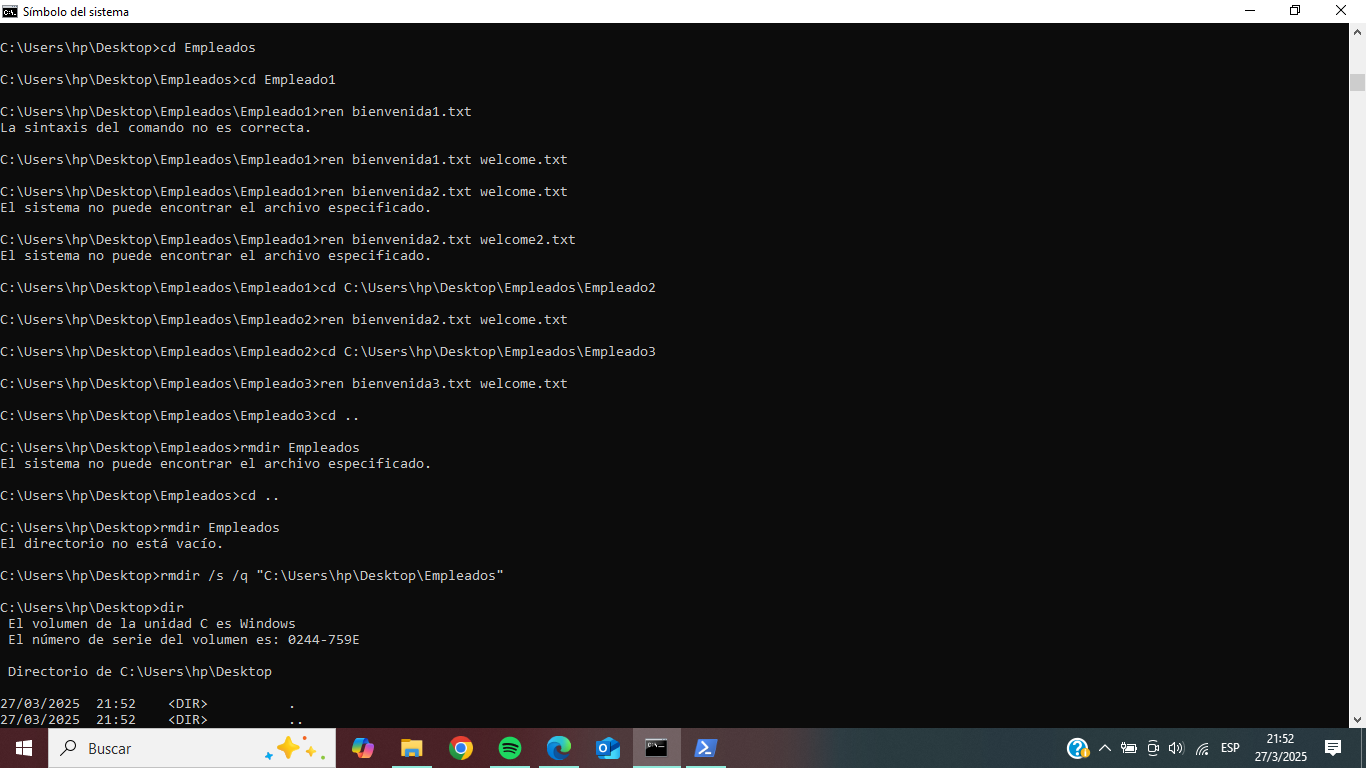 Símbolo del sistema
C:\Users\hp\Desktop>cd Empleados
C:\Users\hp\Desktop\Empleados>cd Empleado1
C:\Users\hp\Desktop\Empleados\Empleado1>ren bienvenida1.txt
La sintaxis del comando no es correcta.
C:\Users\hp\Desktop\Empleados\Empleado1>ren bienvenida1.txt welcome.txt
C:\Users\hp\Desktop\Empleados\Empleado1>ren bienvenida2.txt welcome.txt
El sistema no puede encontrar el archivo especificado.
C:\Users\hp\Desktop\Empleados\Empleado1>ren bienvenida2.txt welcome2.txt
El sistema no puede encontrar el archivo especificado.
C:\Users\hp\Desktop\Empleados\Empleado1>cd C:\Users\hp\Desktop\Empleados\Empleado2
C:\Users\hp\Desktop\Empleados\Empleado2>ren bienvenida2.txt welcome.txt
C:\Users\hp\Desktop\Empleados\Empleado2>cd C:\Users\hp\Desktop\Empleados\Empleado3
C:\Users\hp\Desktop\Empleados\Empleado3>ren bienvenida3.txt welcome.txt
C:\Users\hp\Desktop\Empleados\Empleado3>cd ..
C:\Users\hp\Desktop\Empleados>rmdir Empleados
El sistema no puede encontrar el archivo especificado.
C:\Users\hp\Desktop\Empleados>cd ..
C:\Users\hp\Desktop>rmdir Empleados
El directorio no está vacío.
C:\Users\hp\Desktop>rmdir /s /q "C:\Users\hp\Desktop\Empleados"
C:\Users\hp\Desktop>dir
El volumen de la unidad C es Windows
El número de serie del volumen es: 0244-759E
Directorio de C:\Users\hp\Desktop
27/03/2025  21:52    <DIR>          .
27/03/2025  21:52    <DIR>          ..
Buscar
ESP
21:52
27/3/2025